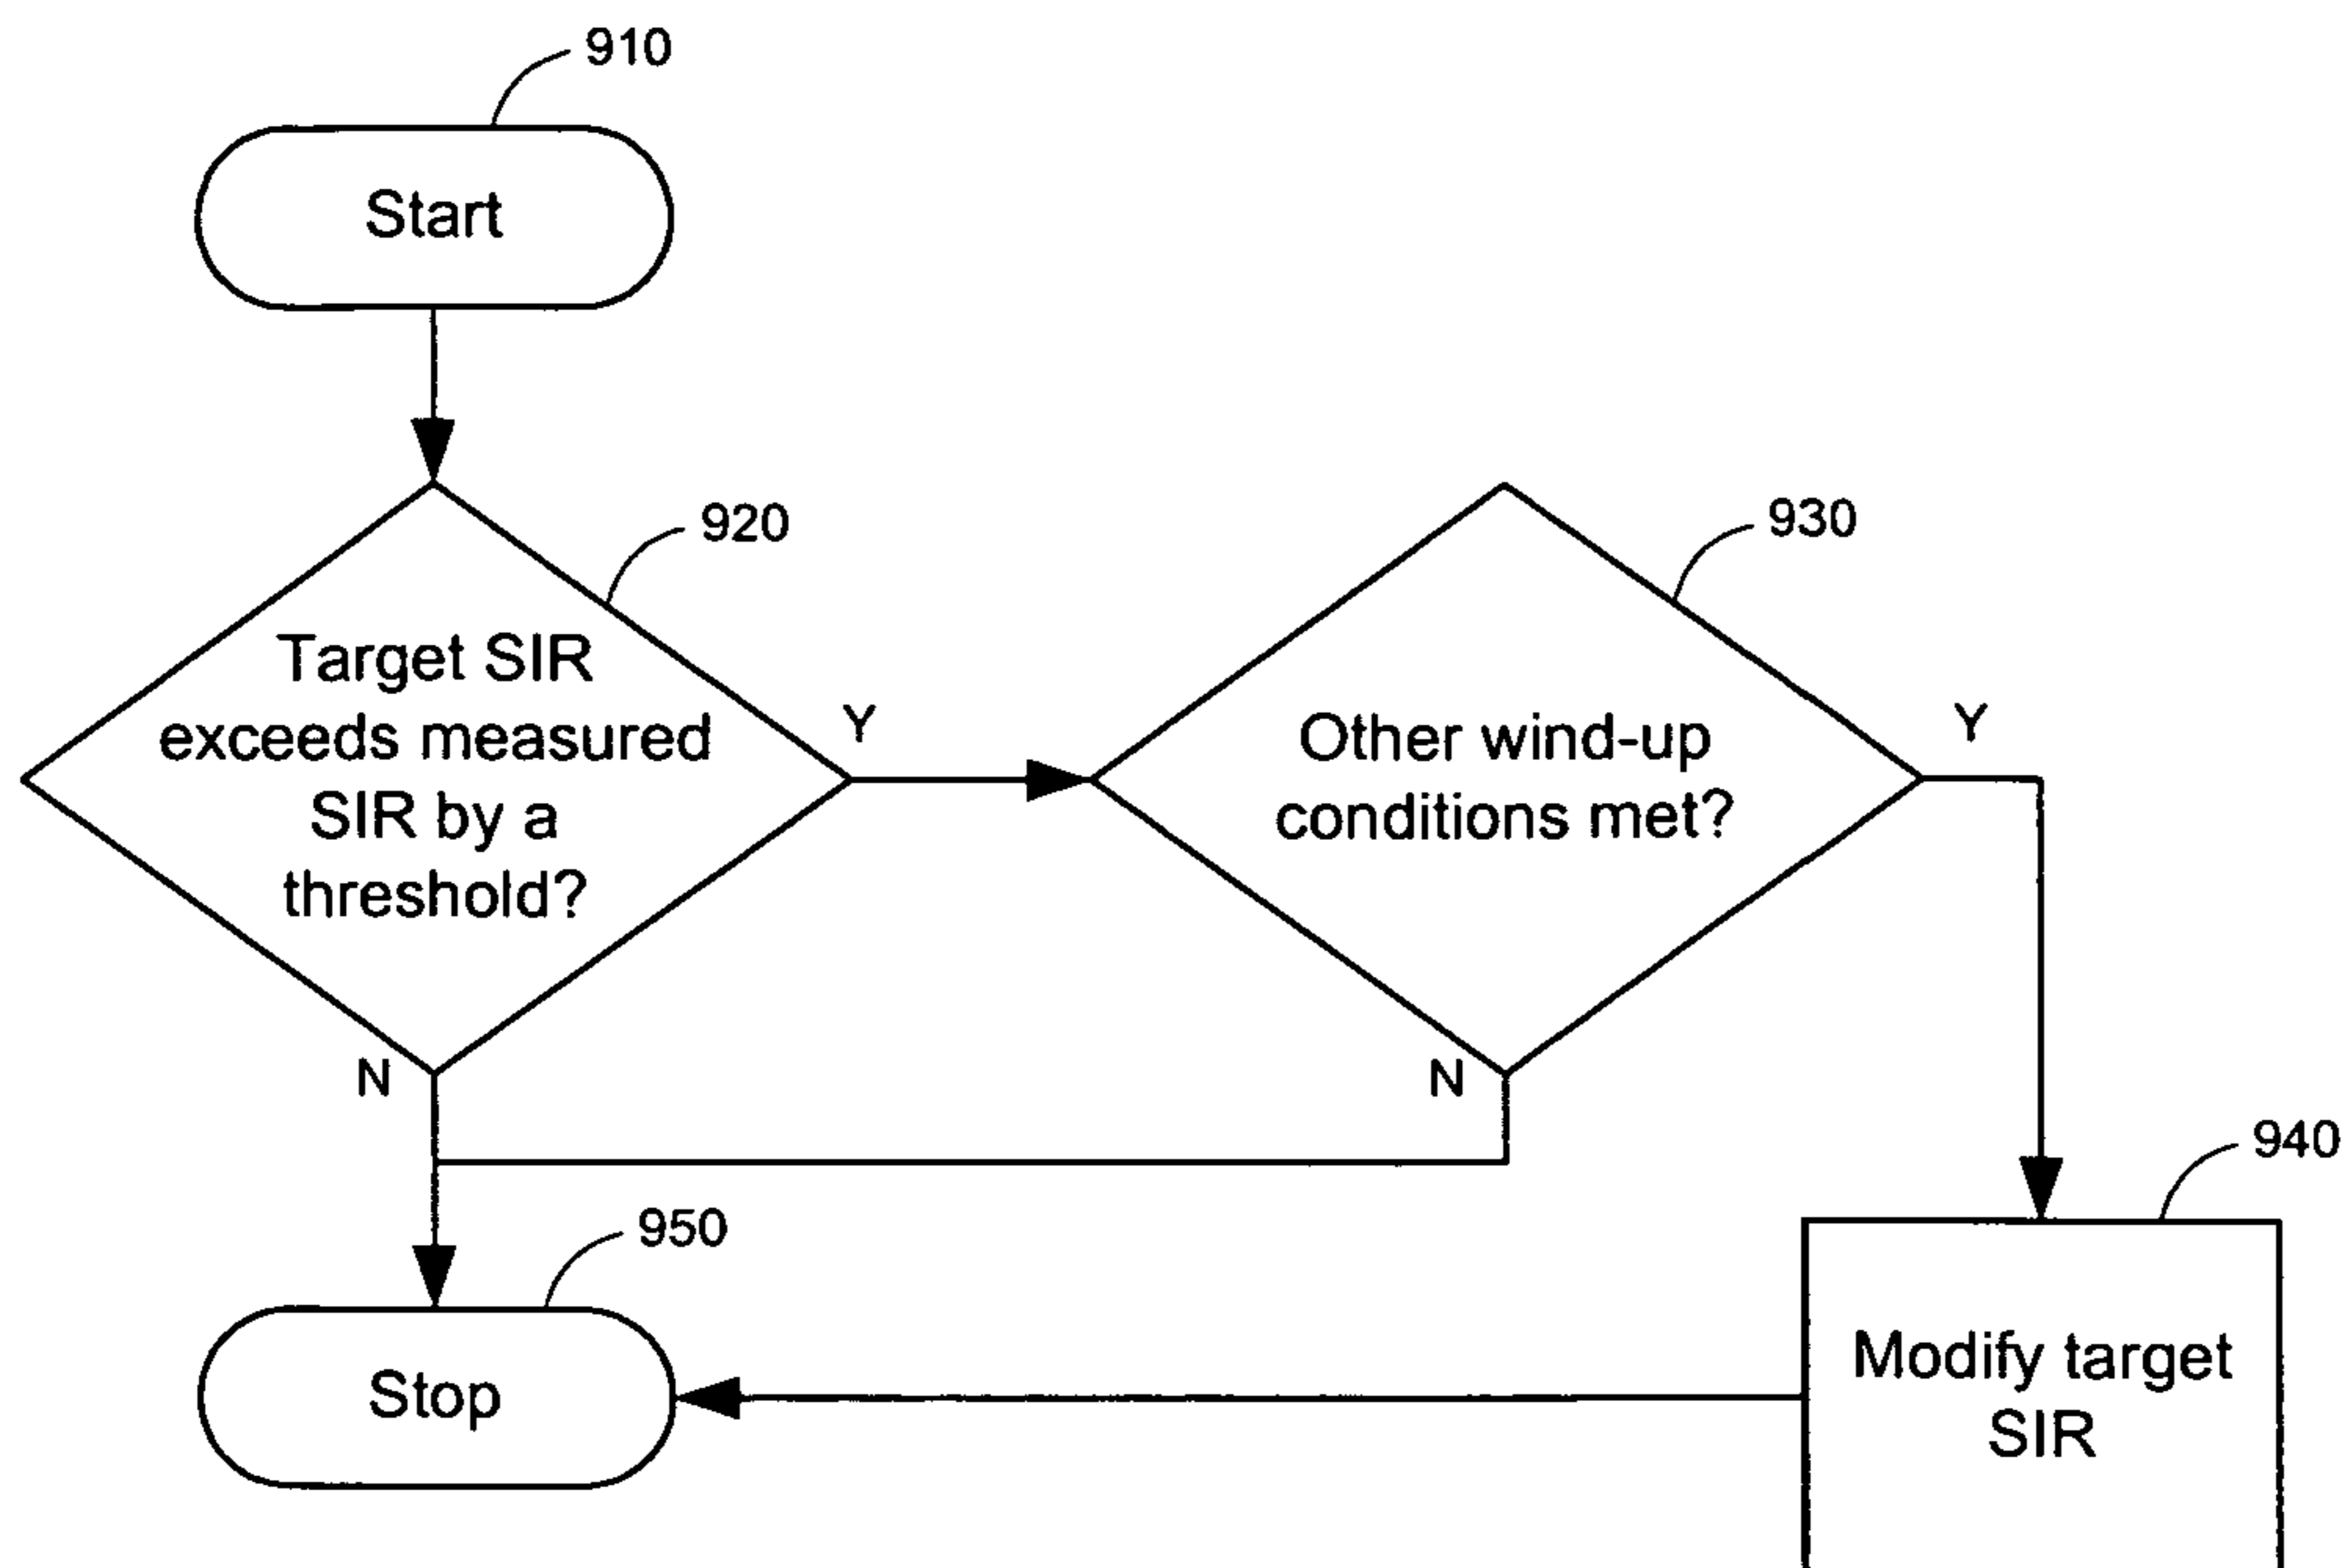 910
Start
920
Target SIR
exceeds measured
SIR by a
threshold?
Y
N
930
Other wind-up
conditions met?
Y
N
940
Modify target
SIR
950
Stop